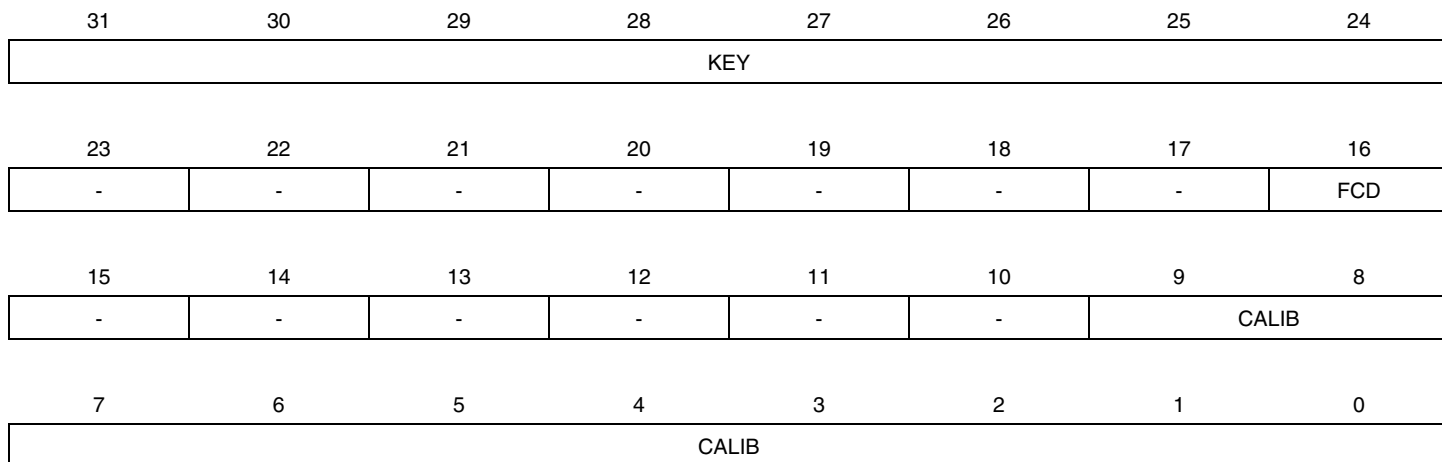 31 30 29 28 27 26 25 24
KEY
23 22 21 20 19 18 17 16
- - - - - - - FCD
15 14 13 12 11 10 9 8
- - - - - - CALIB
7 6 5 4 3 2 1 0
CALIB